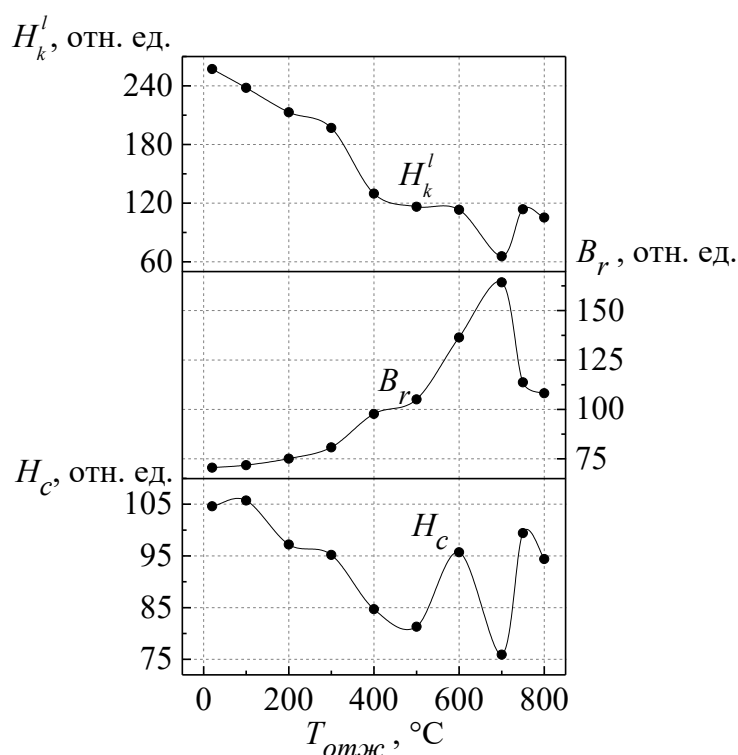 H_k^l, отн. ед.
240
180
120
60
H_k^l
B_r , отн. ед.
150
125
100
75
B_r
H_c, отн. ед.
105
95
85
75
H_c
0 200 400 600 800
T_отж , °C